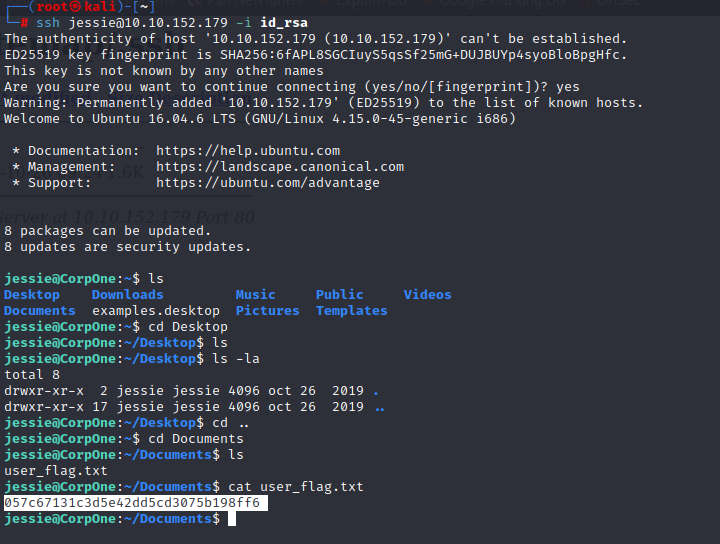 (root㉿kali)-[~]
# ssh jessie@10.10.152.179 -i id_rsa
The authenticity of host '10.10.152.179 (10.10.152.179)' can't be established.
ED25519 key fingerprint is SHA256:6fAPL8SGCIuyS5qsSf25mG+DUJBUYp4syoBloBpgHfc.
This key is not known by any other names
Are you sure you want to continue connecting (yes/no/[fingerprint])? yes
Warning: Permanently added '10.10.152.179' (ED25519) to the list of known hosts.
Welcome to Ubuntu 16.04.6 LTS (GNU/Linux 4.15.0-45-generic i686)
* Documentation: https://help.ubuntu.com
* Management: https://landscape.canonical.com
* Support: https://ubuntu.com/advantage
Server at 10.10.152.179 Port 80
8 packages can be updated.
8 updates are security updates.
jessie@CorpOne:~$ ls
Desktop Downloads Music Public Videos
Documents examples.desktop Pictures Templates
jessie@CorpOne:~$ cd Desktop
jessie@CorpOne:~/Desktop$ ls
jessie@CorpOne:~/Desktop$ ls -la
total 8
drwxr-xr-x 2 jessie jessie 4096 oct 26 2019 .
drwxr-xr-x 17 jessie jessie 4096 oct 26 2019 ..
jessie@CorpOne:~/Desktop$ cd ..
jessie@CorpOne:~$ cd Documents
jessie@CorpOne:~/Documents$ ls
user_flag.txt
jessie@CorpOne:~/Documents$ cat user_flag.txt
057c67131c3d5e42dd5cd3075b198ff6
jessie@CorpOne:~/Documents$